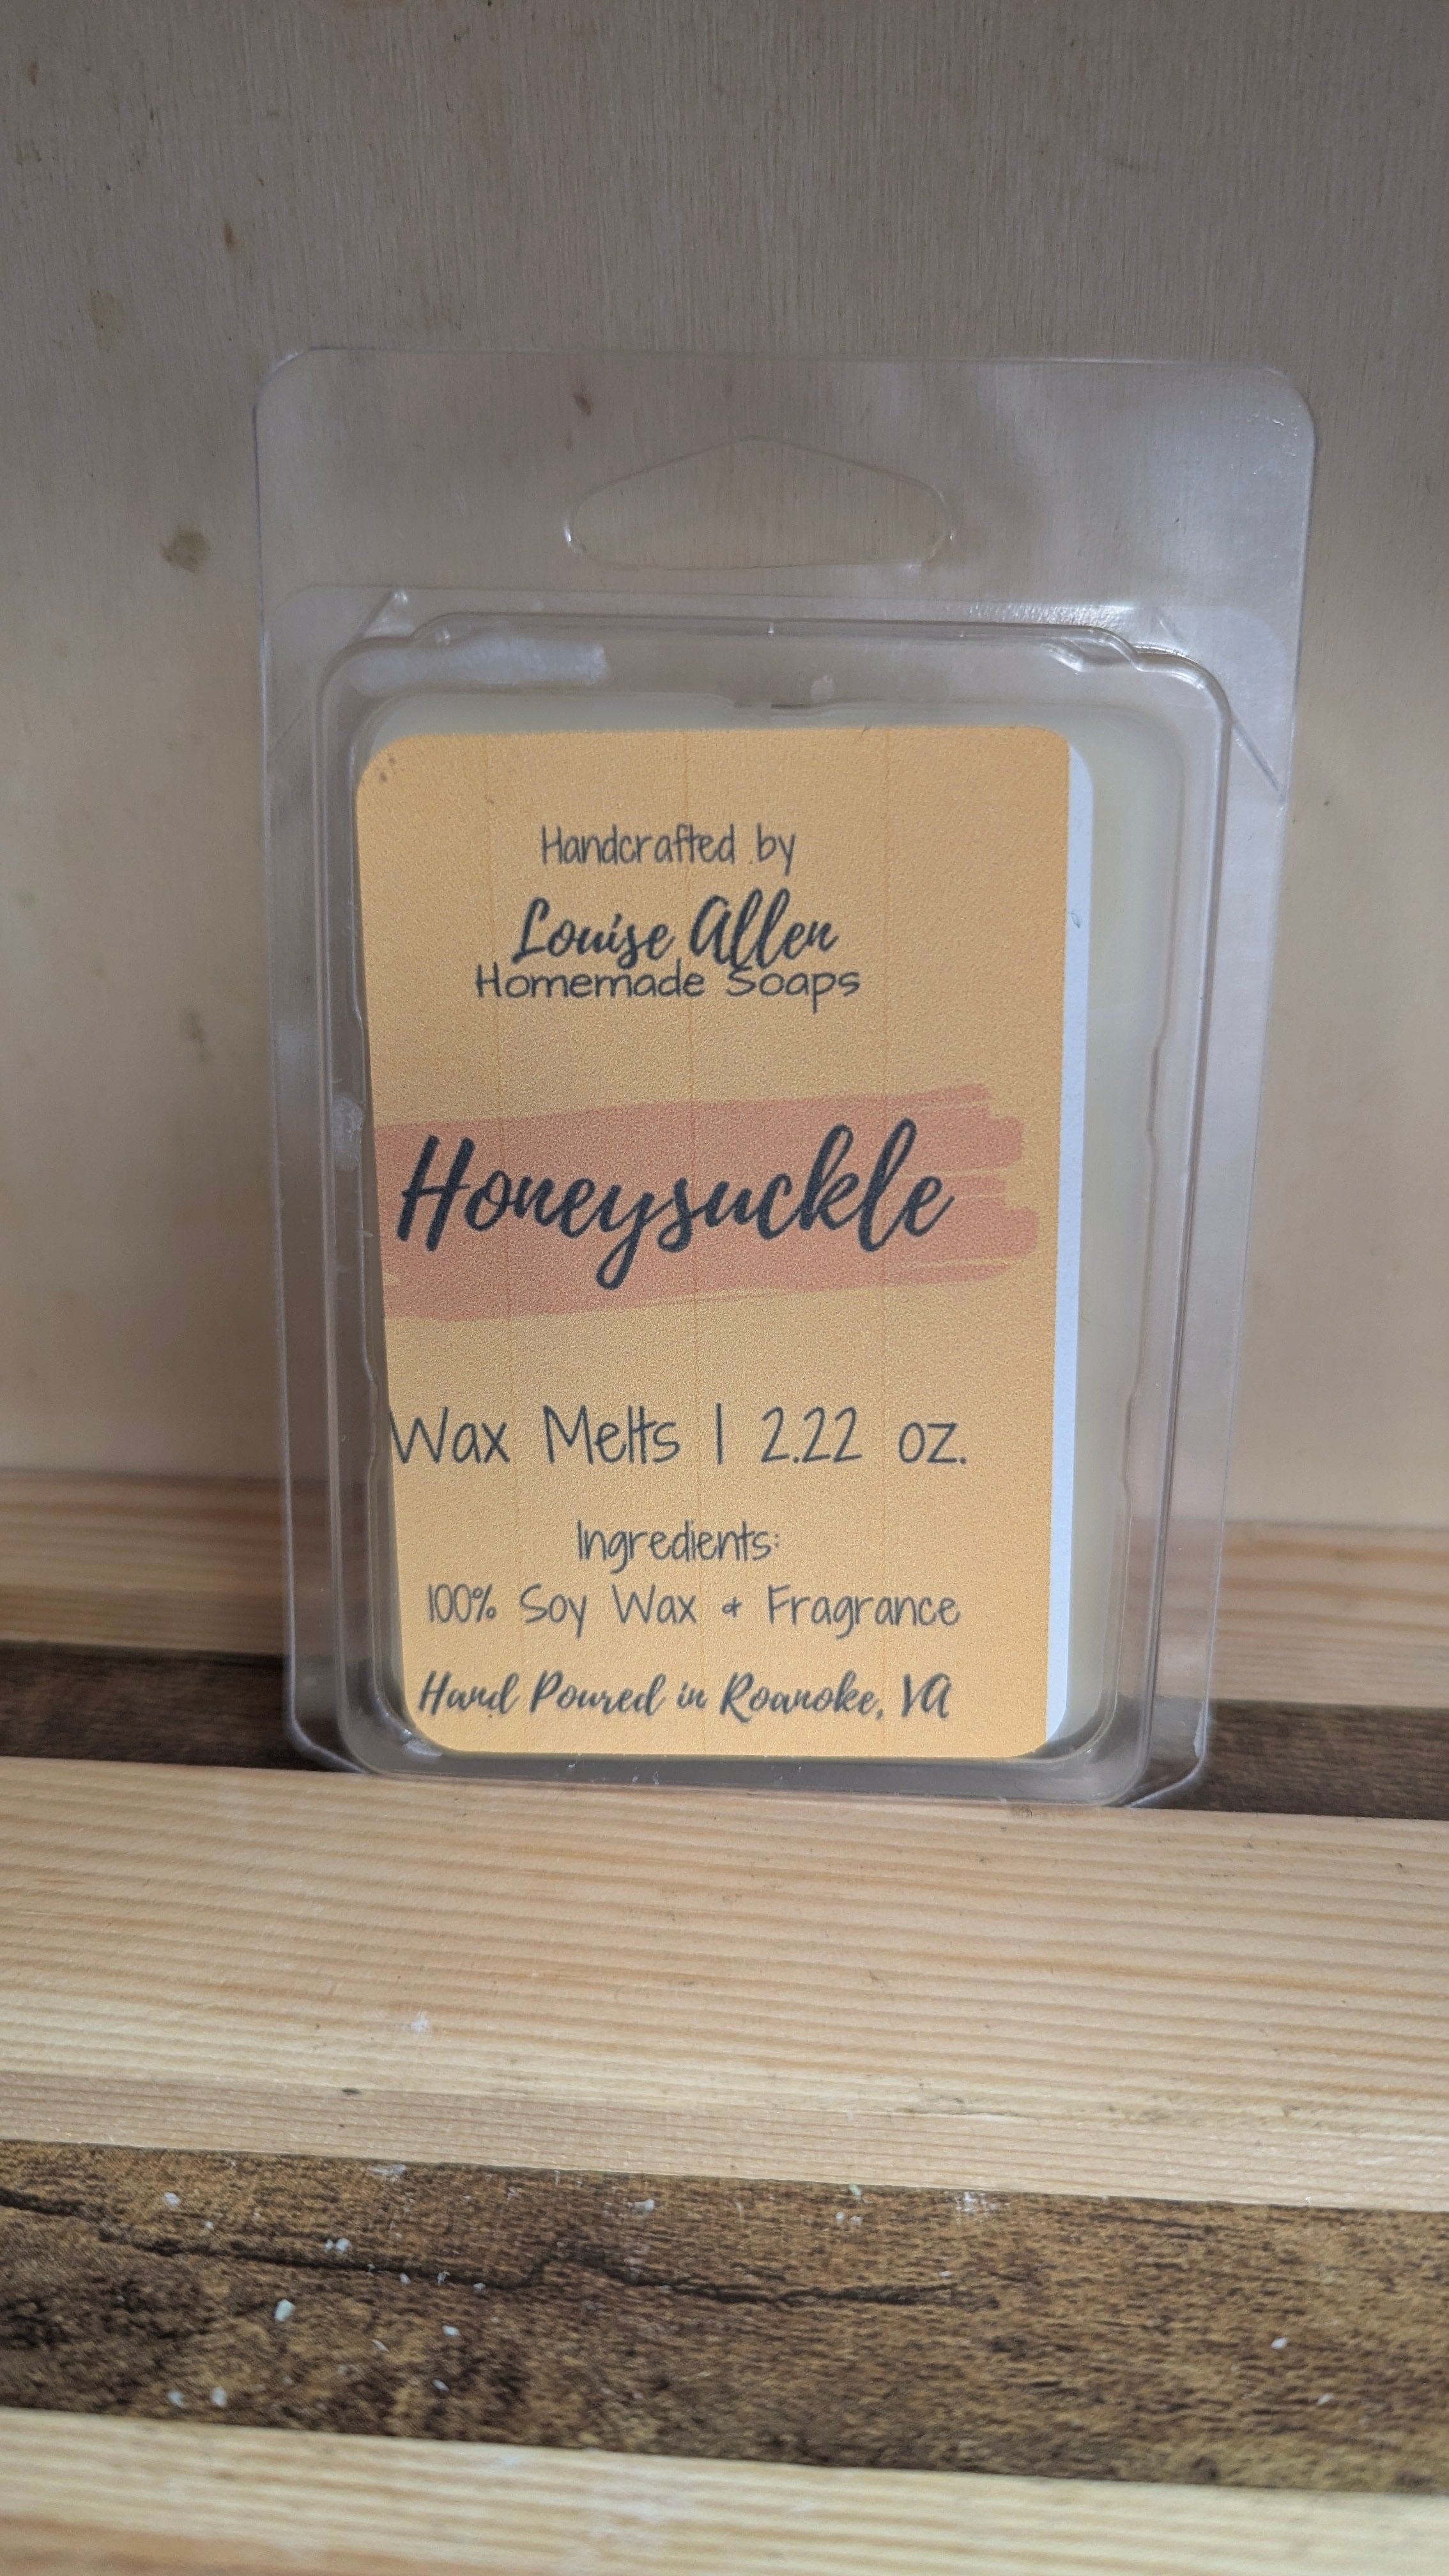 Handcrafted by
Louise Allen
Homemade Soaps
Honeysuckle
Wax Melts | 2.22 oz.
Ingredients:
100% Soy Wax & Fragrance
Hand Poured in Roanoke, VA